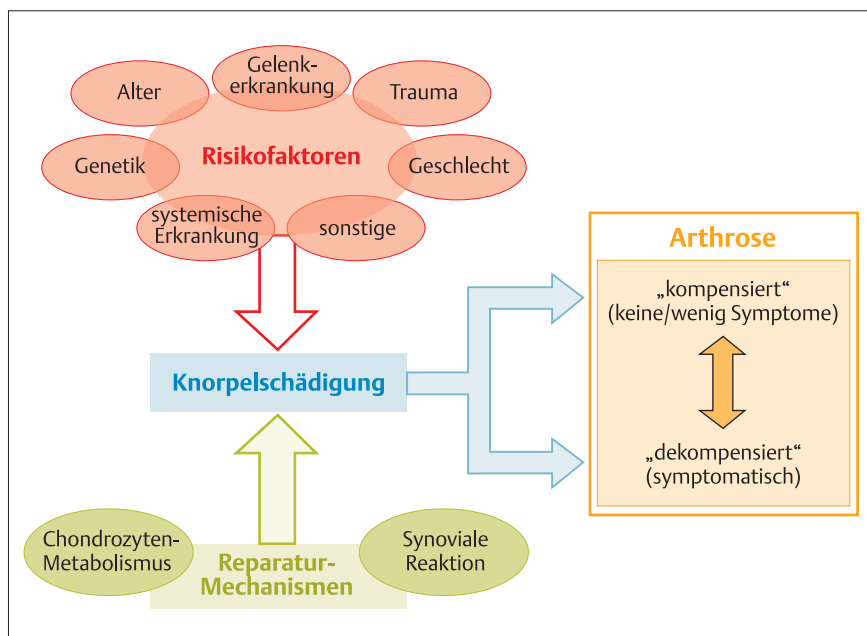 Gelenk-
erkrankung
Alter
Trauma
Risikofaktoren
Genetik
Geschlecht
systemische
Erkrankung
sonstige
Arthrose
„kompensiert“
(keine/wenig Symptome)
Knorpelschädigung
„dekompensiert“
(symptomatisch)
Chondrozyten-
Metabolismus
Reparatur-
Mechanismen
Synoviale
Reaktion